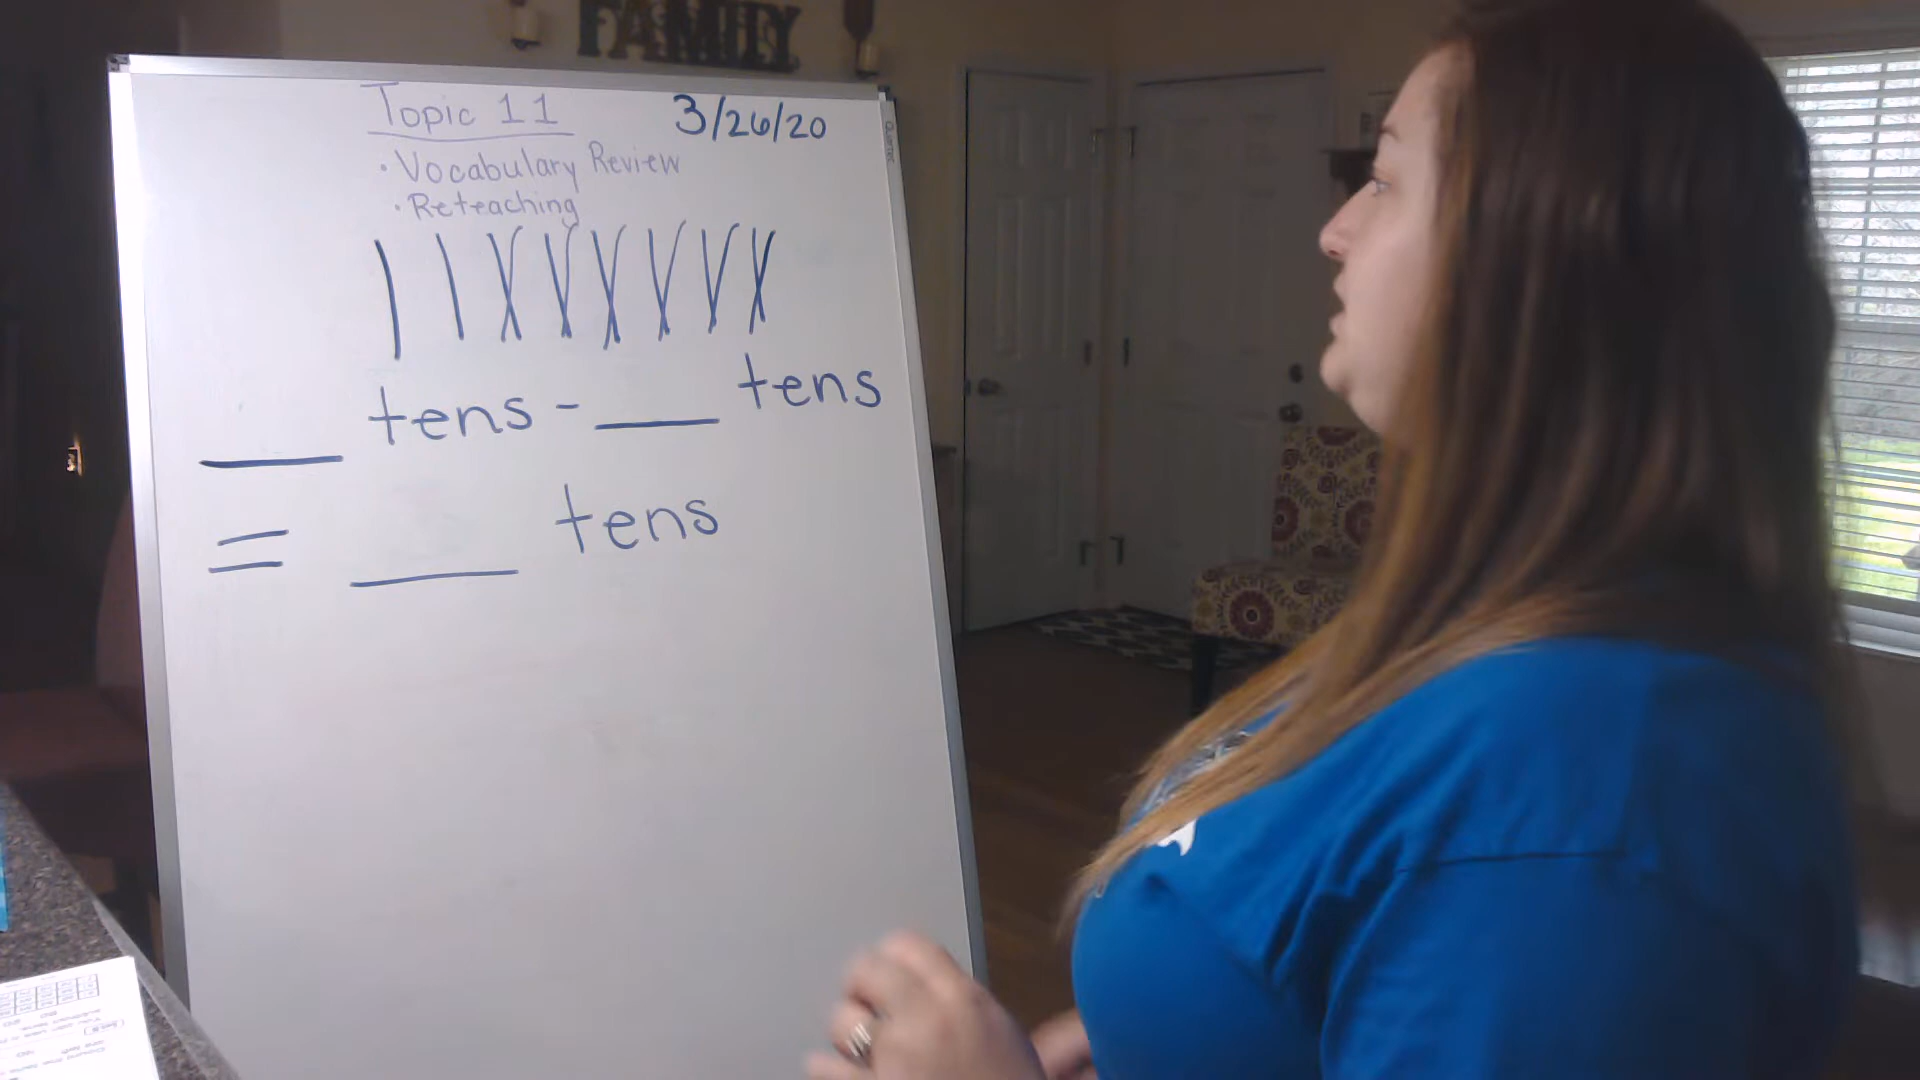 FAMILY
Topic 11 3/26/20
· Vocabulary Review
· Reteaching
___ tens - ___ tens
= ___ tens